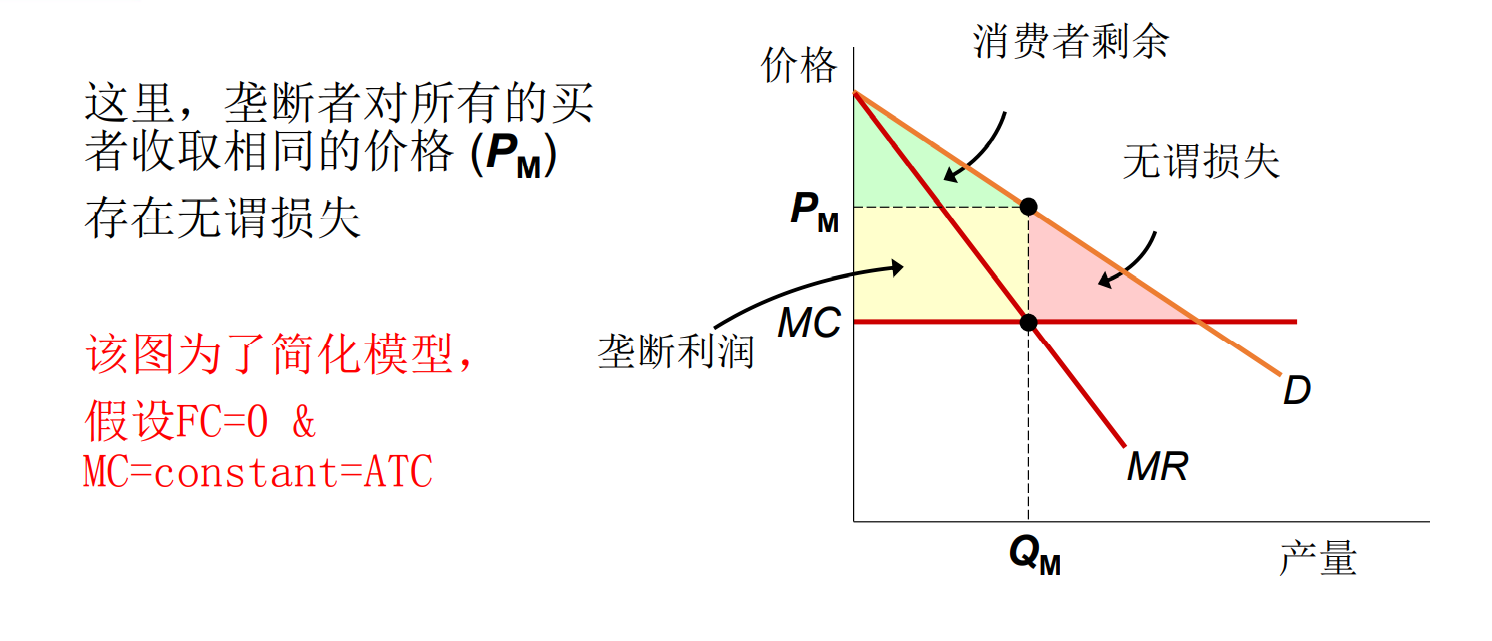 这里，垄断者对所有的买
者收取相同的价格 (PM)
存在无谓损失
该图为了简化模型，
假设FC=0 &
MC=constant=ATC
价格
消费者剩余
无谓损失
PM
MC
垄断利润
D
MR
QM
产量